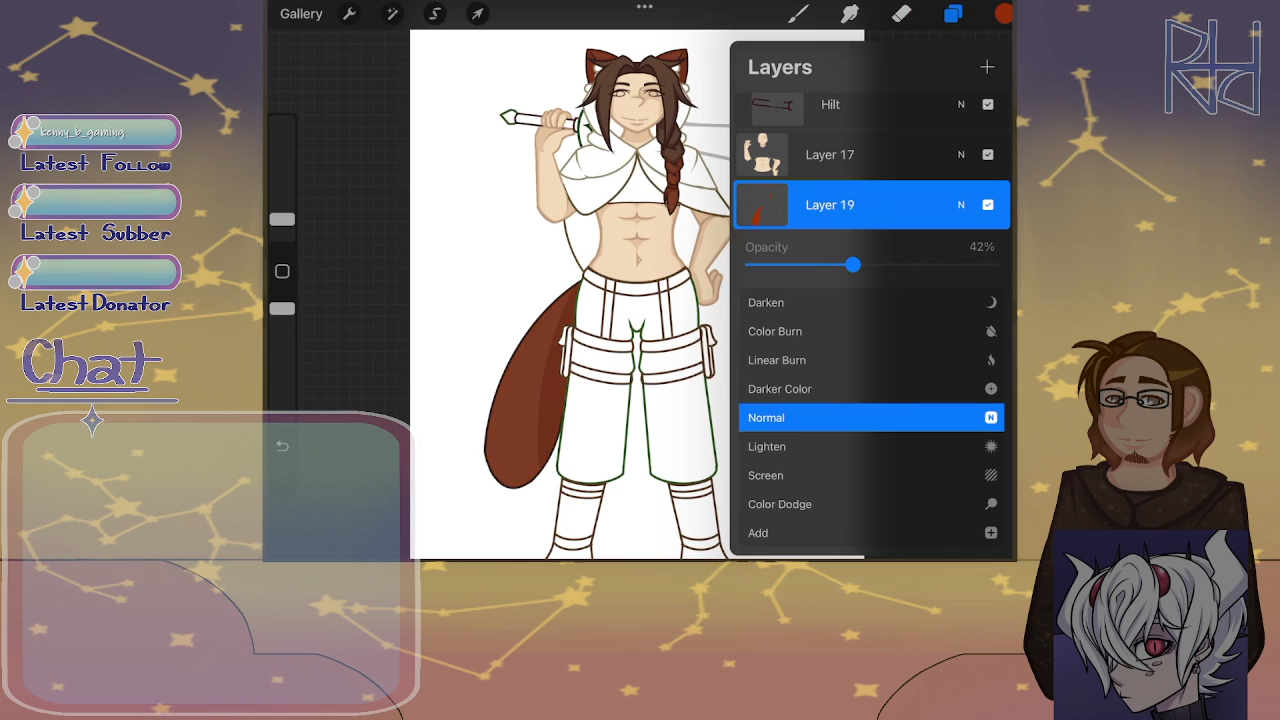 Gallery
kenny_b_gaming
Latest Follow
Latest Subber
Latest Donator
Chat
Layers
Hilt
N
Layer 17
N
Layer 19
N
Opacity
42%
Darken
Color Burn
Linear Burn
Darker Color
Normal
N
Lighten
Screen
Color Dodge
Add